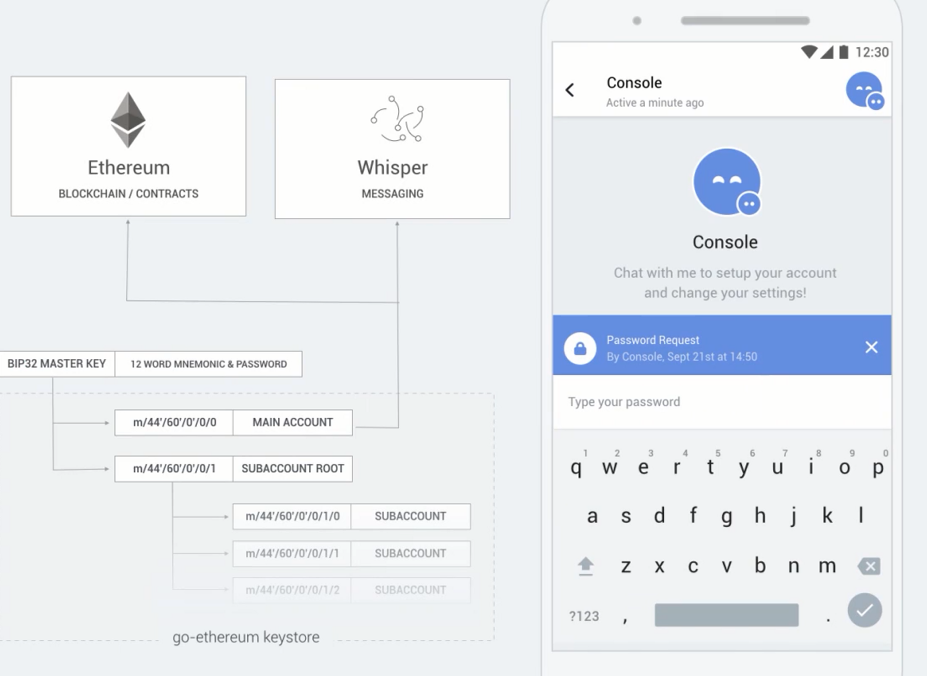 Ethereum
BLOCKCHAIN / CONTRACTS
Whisper
MESSAGING
BIP32 MASTER KEY
12 WORD MNEMONIC & PASSWORD
m/44'/60'/0'/0/0
MAIN ACCOUNT
m/44'/60'/0'/0/1
SUBACCOUNT ROOT
m/44'/60'/0'/0/1/0
SUBACCOUNT
m/44'/60'/0'/0/1/1
SUBACCOUNT
m/44'/60'/0'/0/1/2
SUBACCOUNT
go-ethereum keystore
12:30
Console
Active a minute ago
Console
Chat with me to setup your account
and change your settings!
Password Request
By Console, Sept 21st at 14:50
Type your password
1 2 3 4 5 6 7 8 9 0
q w e r t y u i o p
a s d f g h j k l
z x c v b n m
?123 , .